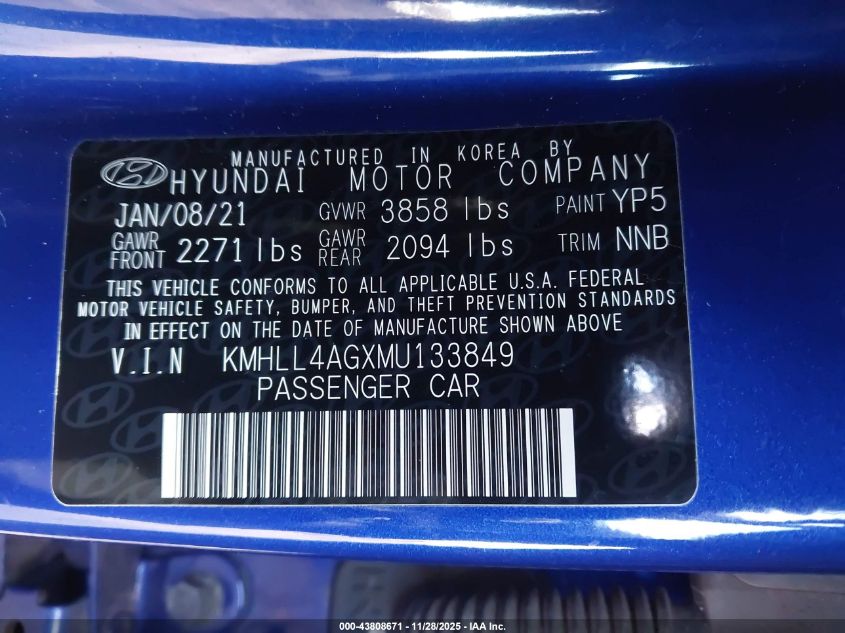 MANUFACTURED IN KOREA BY
HYUNDAI MOTOR COMPANY
JAN/08/21 GVWR 3858 lbs PAINT YP5
GAWR FRONT 2271 lbs GAWR REAR 2094 lbs TRIM NNB
THIS VEHICLE CONFORMS TO ALL APPLICABLE U.S.A. FEDERAL
MOTOR VEHICLE SAFETY, BUMPER, AND THEFT PREVENTION STANDARDS
IN EFFECT ON THE DATE OF MANUFACTURE SHOWN ABOVE
V.I.N KMHLL4AGXMU133849
PASSENGER CAR
000-43808671 - 11/28/2025 - IAA Inc.